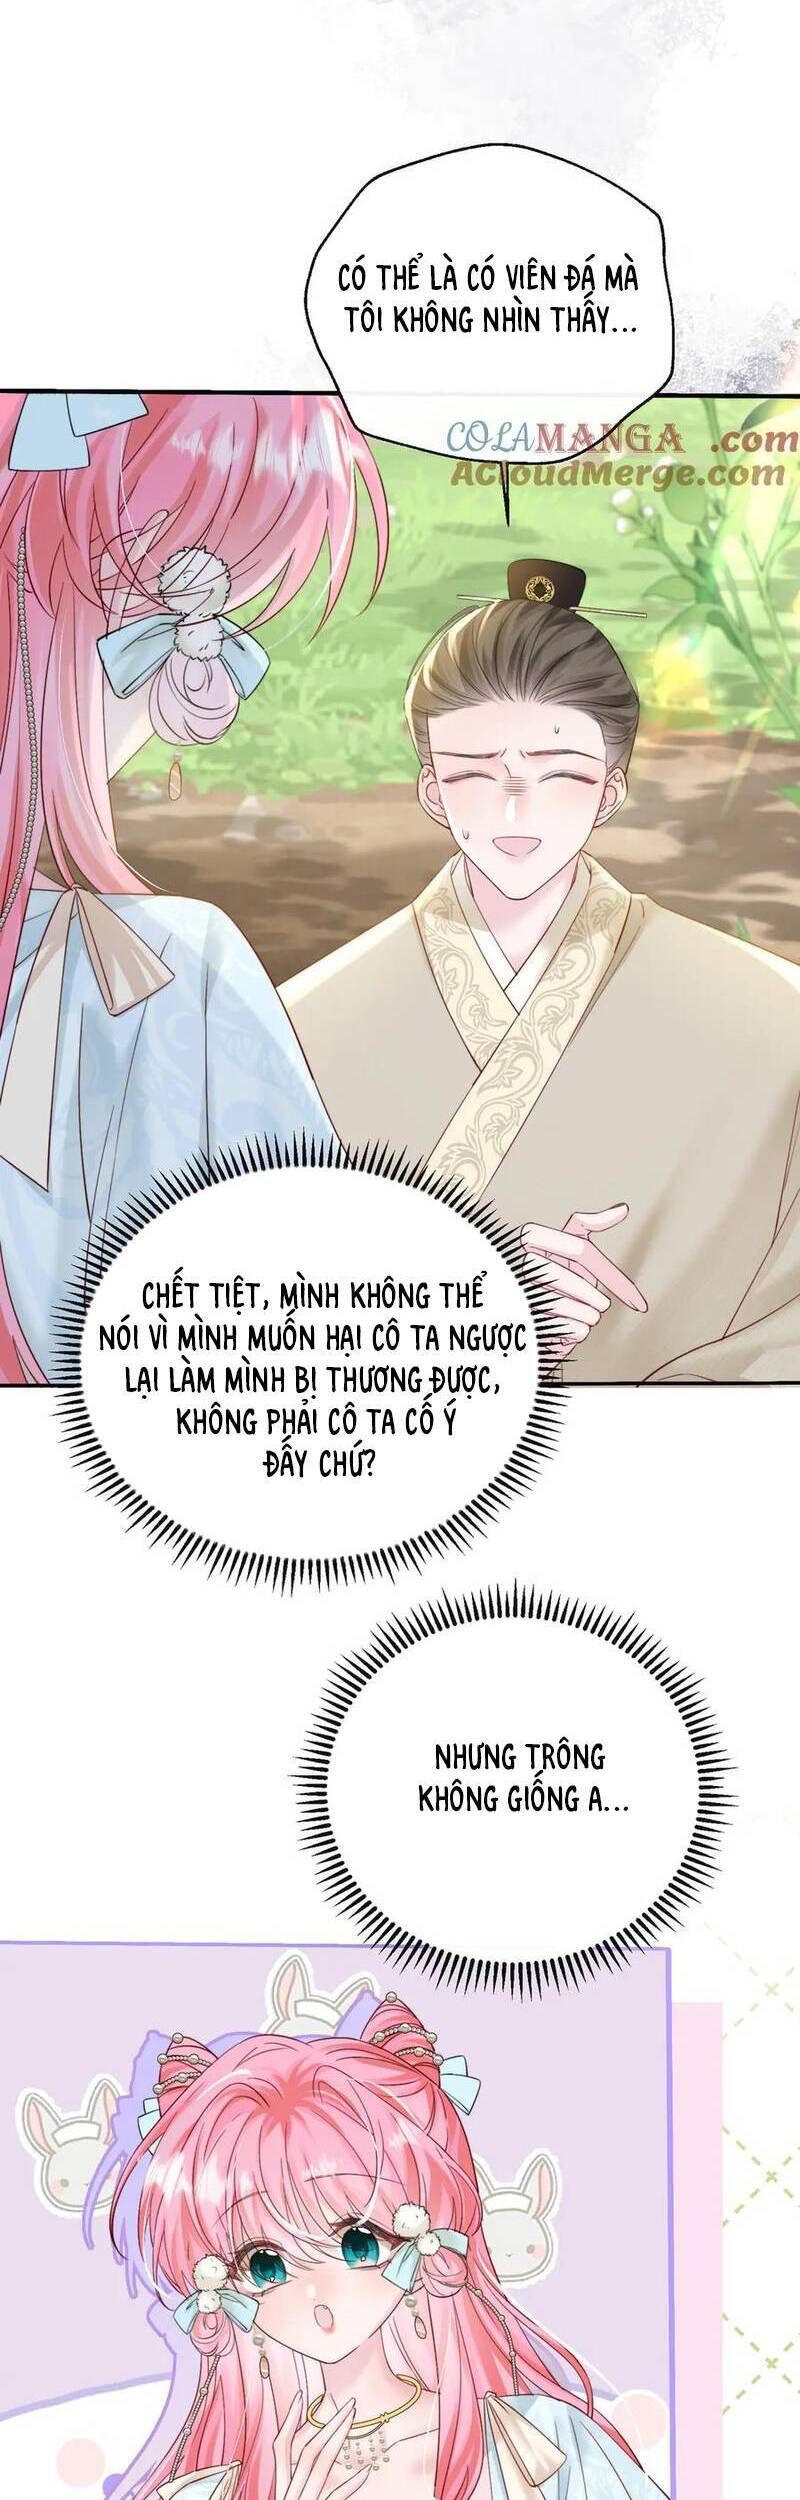 CÓ THỂ LÀ CÓ VIÊN ĐÁ MÀ
TÔI KHÔNG NHÌN THẤY...
COLAMANGA .com
ACloudMerge.com
CHẾT TIỆT, MÌNH KHÔNG THỂ
NÓI VÌ MÌNH MUỐN HẠI CÔ TA NGƯỢC
LẠI LÀM MÌNH BỊ THƯƠNG ĐƯỢC,
KHÔNG PHẢI CÔ TA CỐ Ý
ĐẤY CHỨ?
NHƯNG TRÔNG
KHÔNG GIỐNG A...